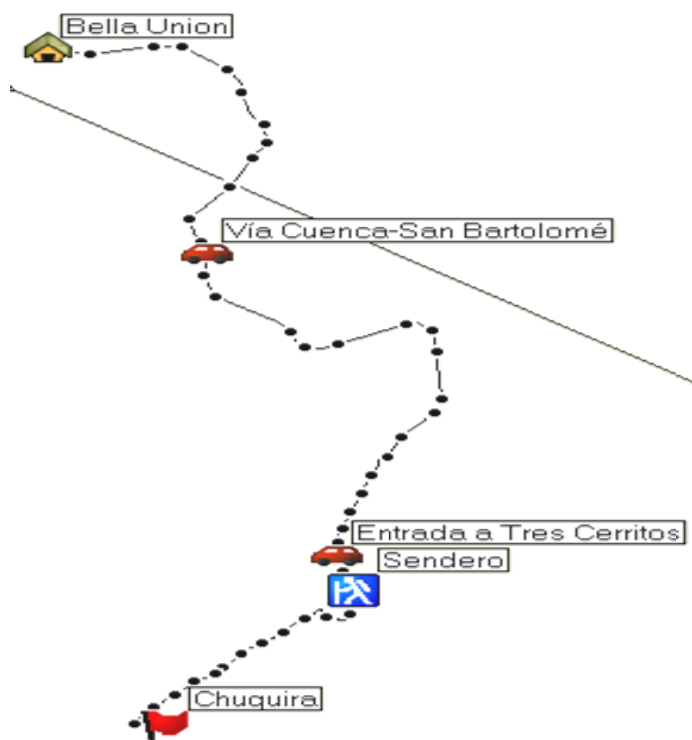 Bella Union
Vía Cuenca-San Bartolomé
Entrada a Tres Cerritos
Sendero
Chuquira